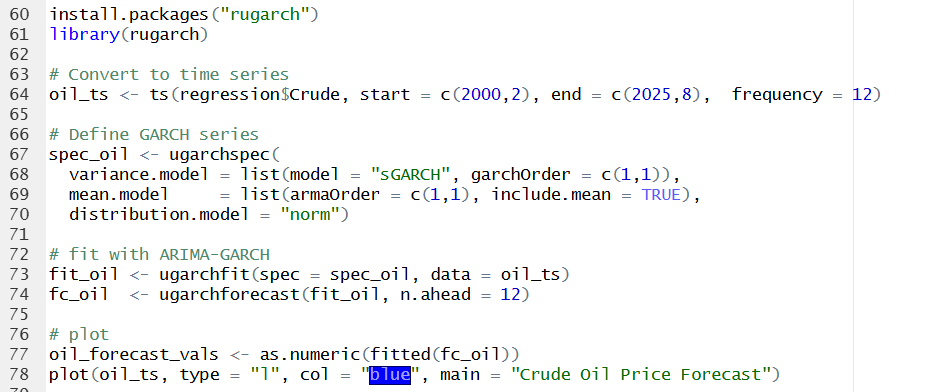 60 install.packages("rugarch")
61 library(rugarch)
62
63 # Convert to time series
64 oil_ts <- ts(regression$Crude, start = c(2000,2), end = c(2025,8),  frequency = 12)
65
66 # Define GARCH series
67 spec_oil <- ugarchspec(
68   variance.model = list(model = "sGARCH", garchOrder = c(1,1)),
69   mean.model     = list(armaOrder = c(1,1), include.mean = TRUE),
70   distribution.model = "norm")
71
72 # fit with ARIMA-GARCH
73 fit_oil <- ugarchfit(spec = spec_oil, data = oil_ts)
74 fc_oil  <- ugarchforecast(fit_oil, n.ahead = 12)
75
76 # plot
77 oil_forecast_vals <- as.numeric(fitted(fc_oil))
78 plot(oil_ts, type = "l", col = "blue", main = "Crude Oil Price Forecast")